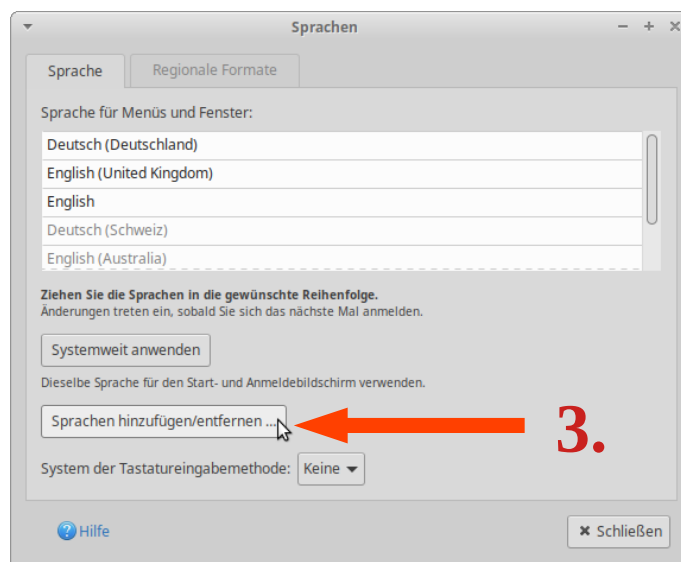 Sprachen
Sprache
Regionale Formate
Sprache für Menüs und Fenster:
Deutsch (Deutschland)
English (United Kingdom)
English
Deutsch (Schweiz)
English (Australia)
Ziehen Sie die Sprachen in die gewünschte Reihenfolge.
Änderungen treten ein, sobald Sie sich das nächste Mal anmelden.
Systemweit anwenden
Dieselbe Sprache für den Start- und Anmeldebildschirm verwenden.
Sprachen hinzufügen/entfernen ...
3.
System der Tastatureingabemethode: Keine
Hilfe
Schließen